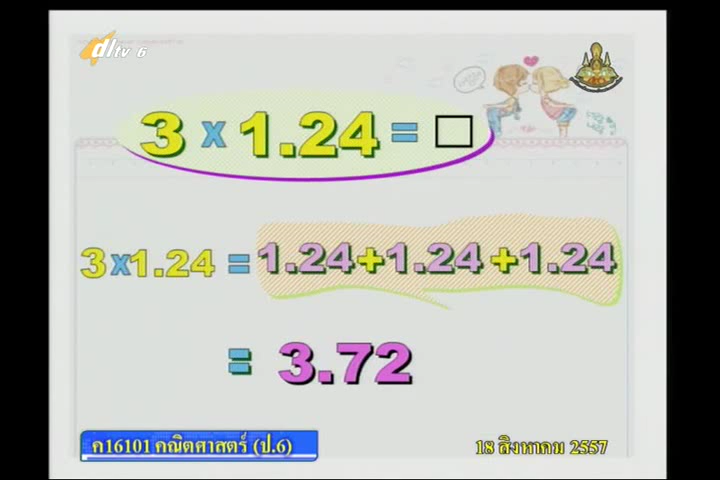 dltv 6
3 x 1.24 = □
3x1.24 = 1.24+1.24+1.24
= 3.72
ค16101 คณิตศาสตร์ (ป.6)
18 สิงหาคม 2557